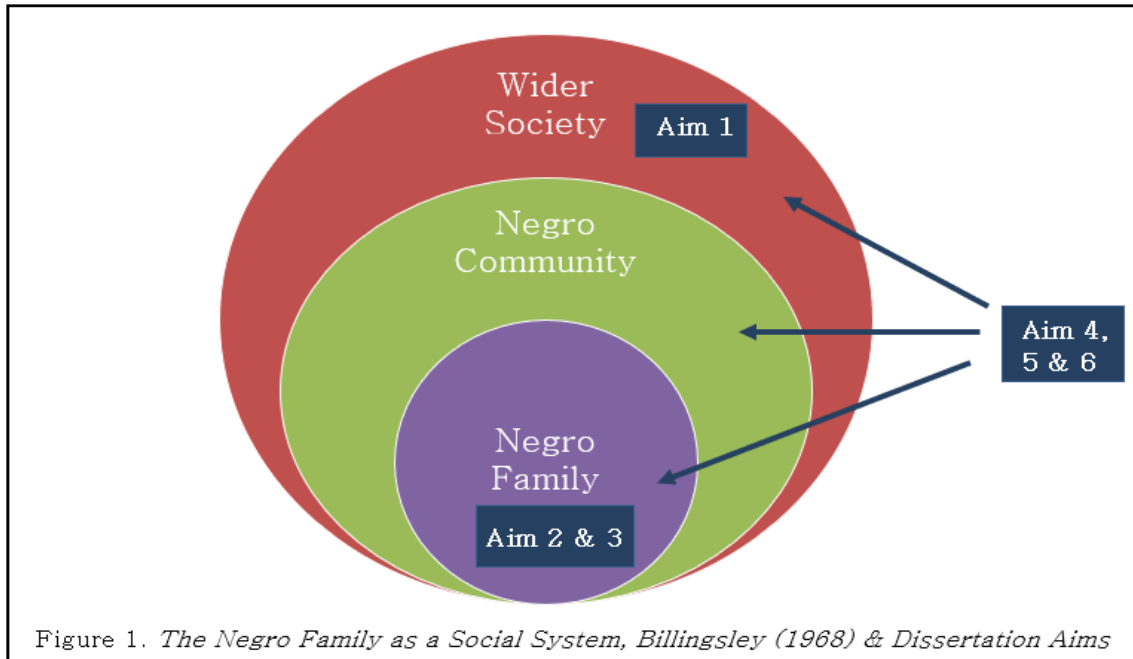 Wider
Society
Aim 1
Negro
Community
Aim 4,
5 & 6
Negro
Family
Aim 2 & 3
Figure 1. The Negro Family as a Social System, Billingsley (1968) & Dissertation Aims